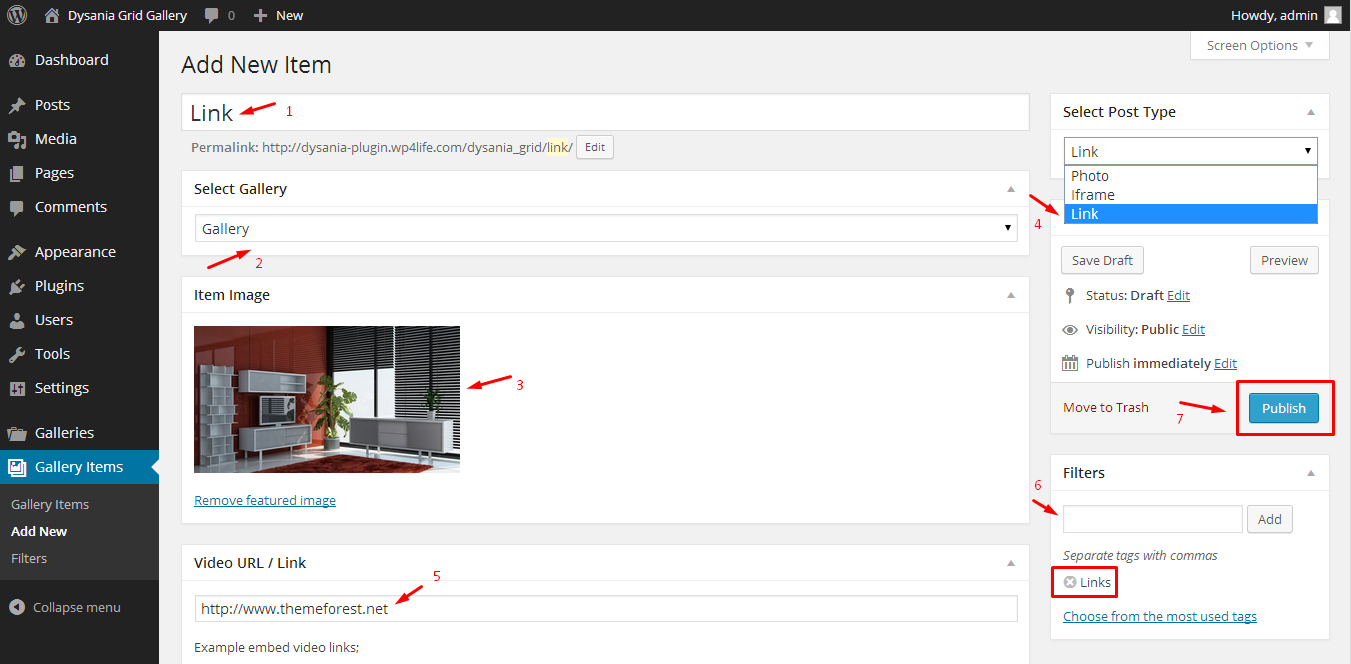 Dysania Grid Gallery 0 New Howdy, admin
Screen Options
Dashboard
Posts
Media
Pages
Comments
Appearance
Plugins
Users
Tools
Settings
Galleries
Gallery Items
Gallery Items
Add New
Filters
Collapse menu
Add New Item
Link 1
Permalink: http://dysania-plugin.wp4life.com/dysania_grid/link/ Edit
Select Gallery
Gallery
2
Item Image
3
Remove featured image
Video URL / Link
5
http://www.themeforest.net
Example embed video links;
Select Post Type
Link
Photo
Iframe
Link
4
Save Draft Preview
Status: Draft Edit
Visibility: Public Edit
Publish immediately Edit
Move to Trash 7 Publish
Filters
6
Add
Separate tags with commas
Links
Choose from the most used tags